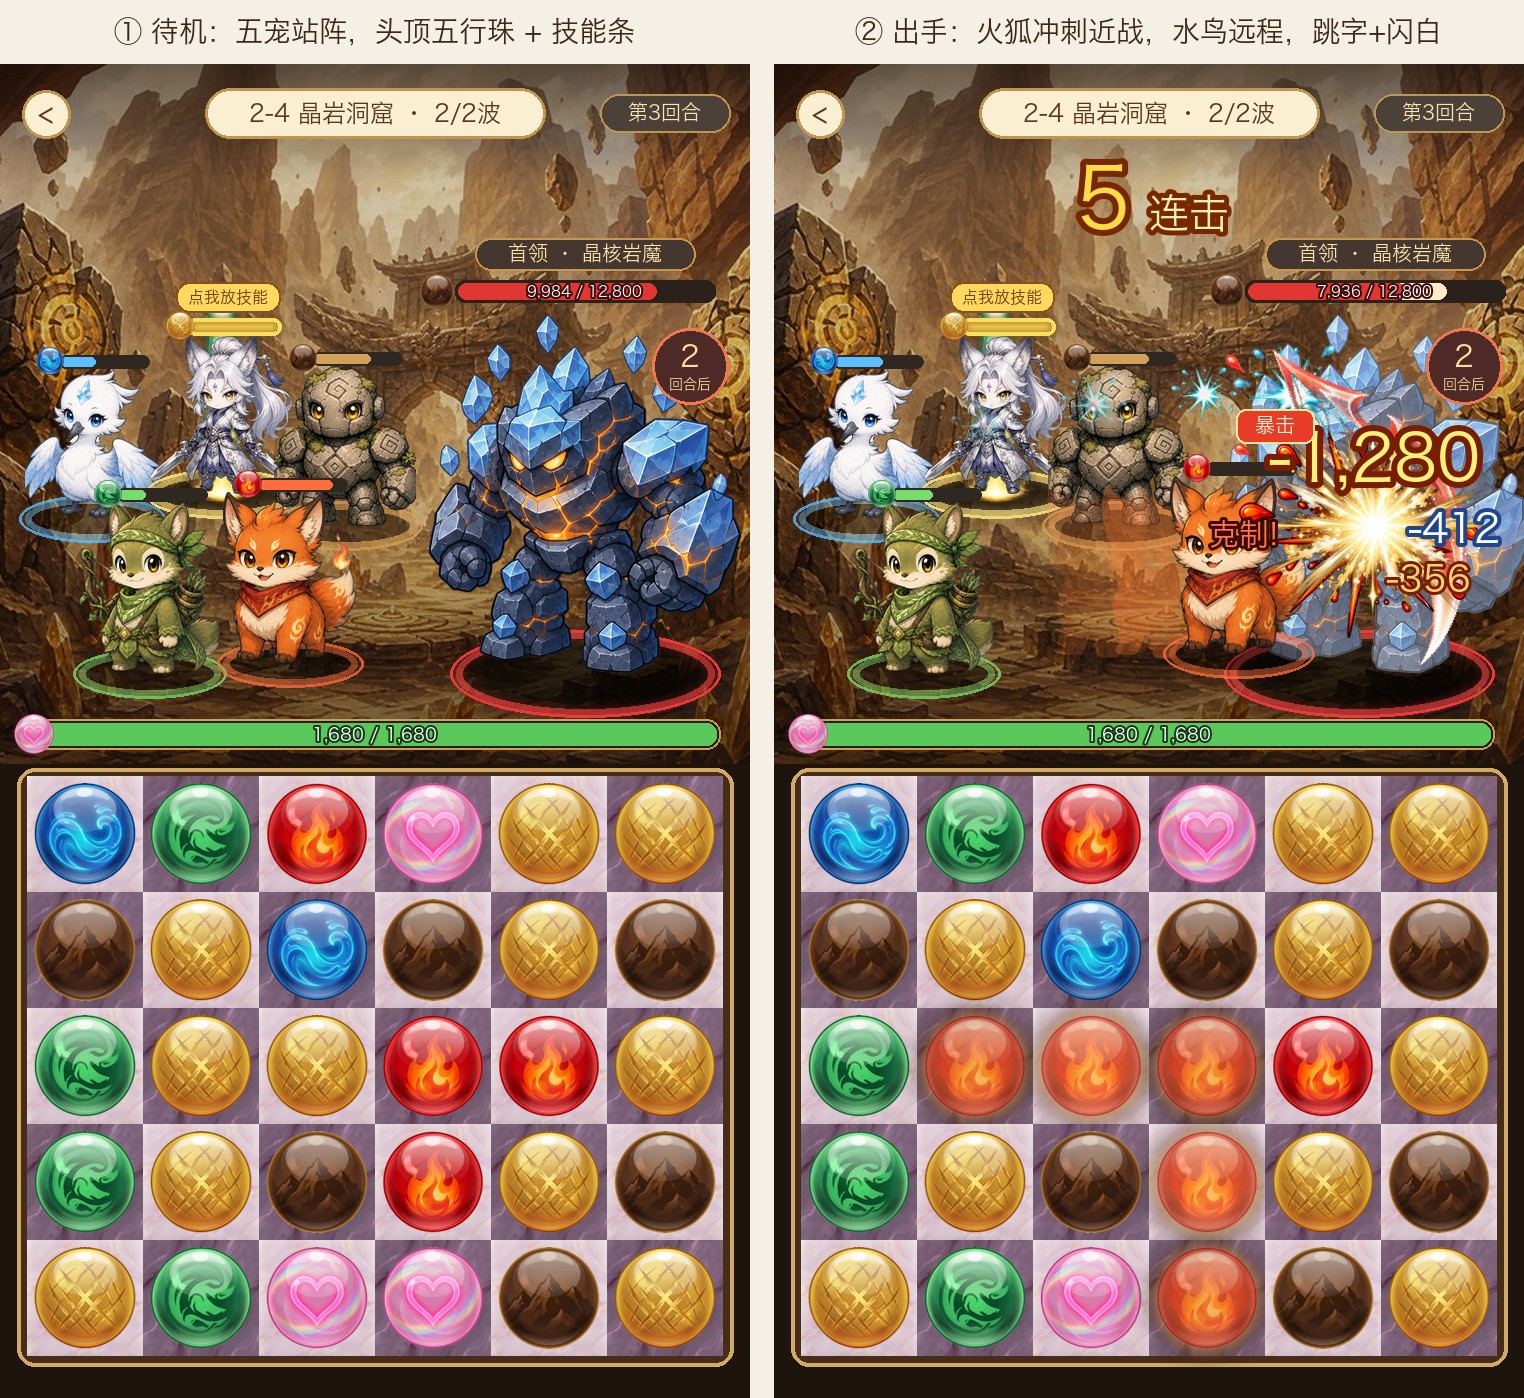 ① 待机：五宠站阵，头顶五行珠 + 技能条
<
2-4 晶岩洞窟 · 2/2波
第3回合
首领 · 晶核岩魔
9,984 / 12,800
点我放技能
2
回合后
1,680 / 1,680
② 出手：火狐冲刺近战，水鸟远程，跳字+闪白
<
2-4 晶岩洞窟 · 2/2波
第3回合
5 连击
首领 · 晶核岩魔
7,936 / 12,800
点我放技能
2
回合后
暴击
-1,280
克制!
-412
-356
1,680 / 1,680